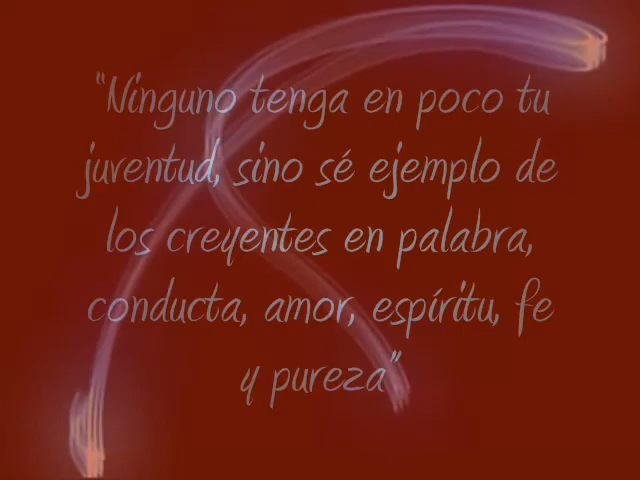 “Ninguno tenga en poco tu
juventud, sino sé ejemplo de
los creyentes en palabra,
conducta, amor, espíritu, fe
y pureza”